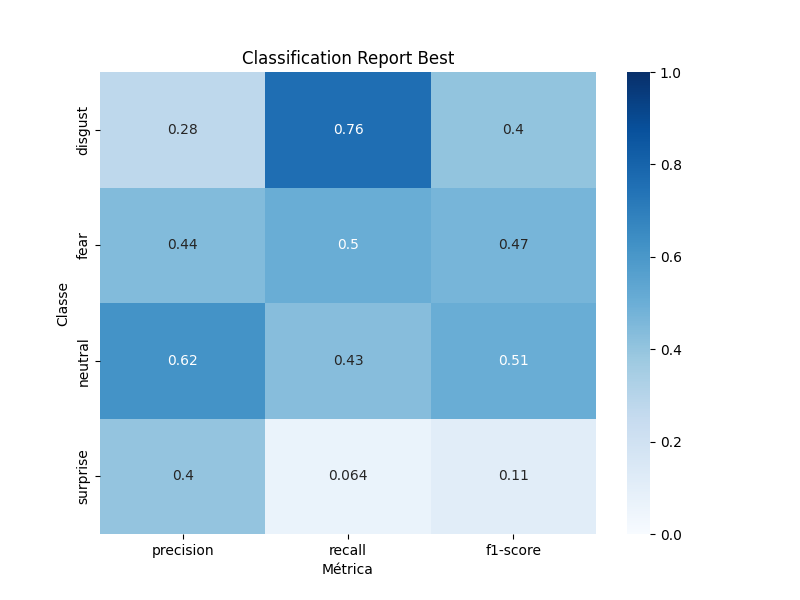 Classification Report Best
Classe
disgust 0.28 0.76 0.4
fear 0.44 0.5 0.47
neutral 0.62 0.43 0.51
surprise 0.4 0.064 0.11
precision recall f1-score
Métrica
1.0
0.8
0.6
0.4
0.2
0.0